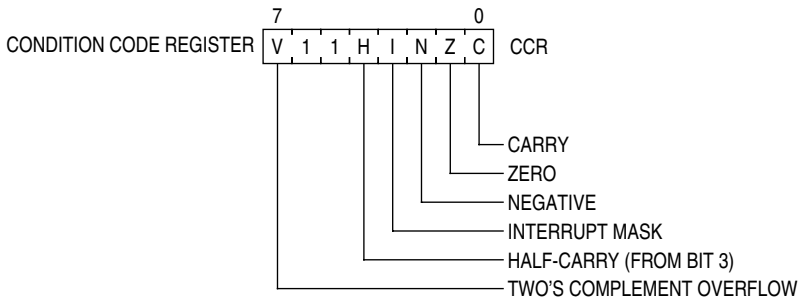 7 0
CONDITION CODE REGISTER V 1 1 H I N Z C CCR
CARRY
ZERO
NEGATIVE
INTERRUPT MASK
HALF-CARRY (FROM BIT 3)
TWO'S COMPLEMENT OVERFLOW